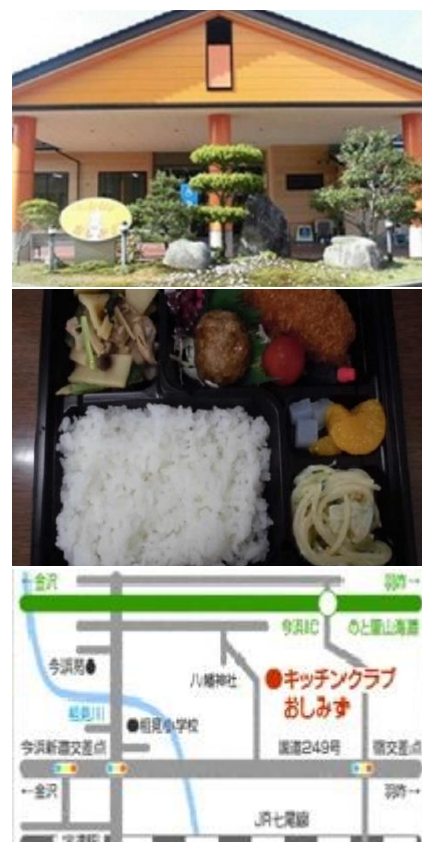 ←金沢
羽咋→
今浜IC
のと里山海道
今浜苑
八幡神社
キッチンクラブ
おしみず
相見川
相見小学校
今浜新道交差点
国道249号
宿交差点
←金沢
羽咋→
JR七尾線